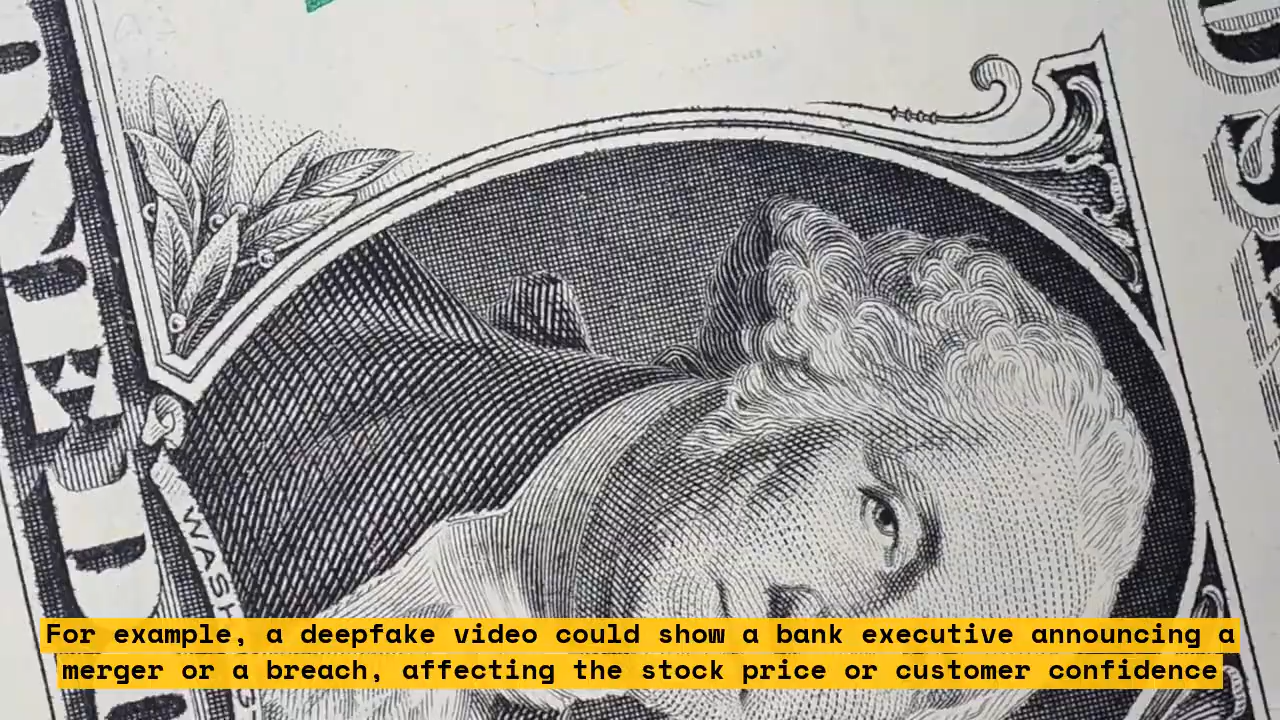 WASH
For example, a deepfake video could show a bank executive announcing a
merger or a breach, affecting the stock price or customer confidence